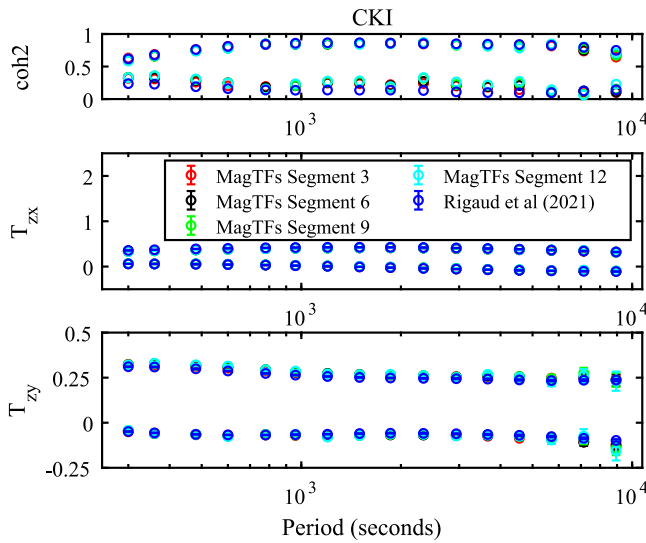 CKI
coh2
1
0.5
0
10^3
10^4
T_zx
2
1
0
MagTFs Segment 3
MagTFs Segment 6
MagTFs Segment 9
MagTFs Segment 12
Rigaud et al (2021)
10^3
10^4
T_zy
0.5
0.25
0
-0.25
10^3
10^4
Period (seconds)